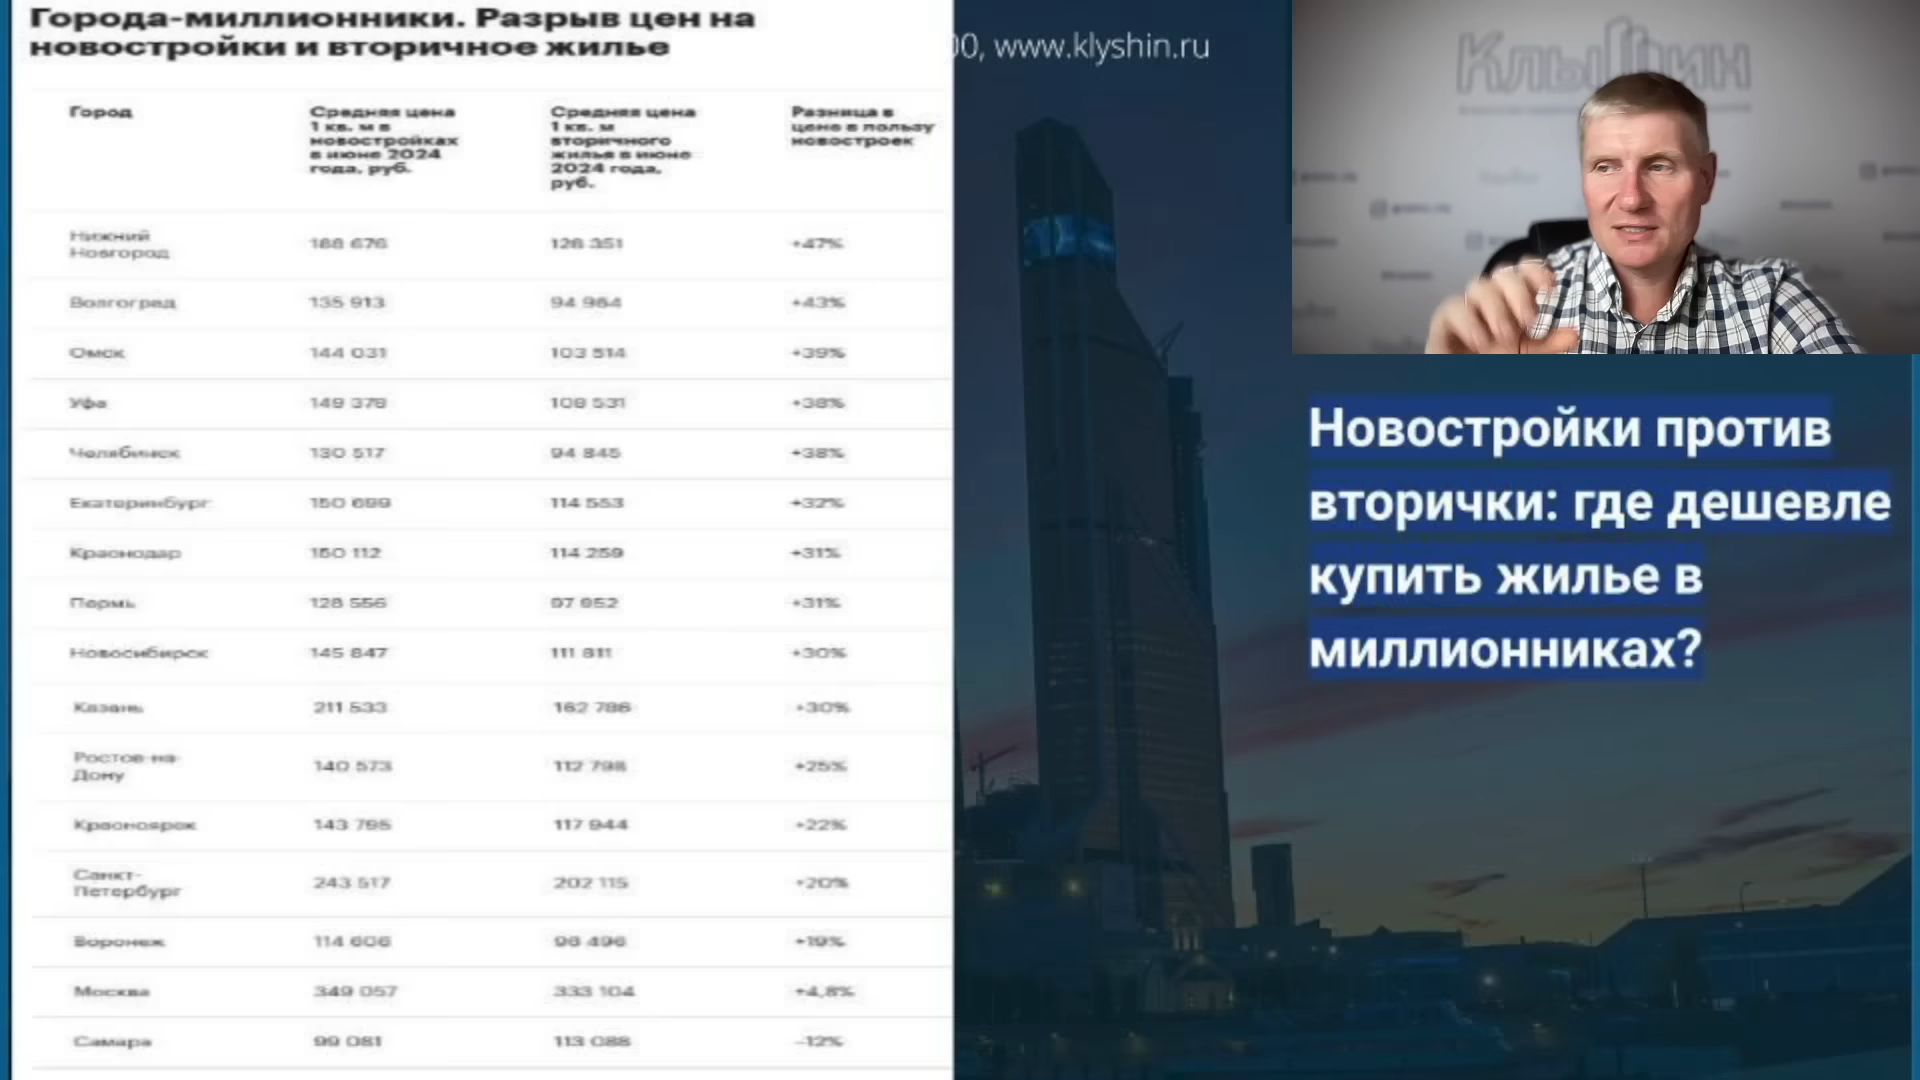 Города-миллионники. Разрыв цен на
новостройки и вторичное жилье
Город
Средняя цена
1 кв. м в
новостройках
в июне 2024
года, руб.
Средняя цена
1 кв. м
вторичного
жилья в июне
2024 года,
руб.
Разница в
цене в пользу
новостроек
Нижний
Новгород
188 676 128 351 +47%
Волгоград 135 913 94 964 +43%
Омск 144 031 103 514 +39%
Уфа 149 378 108 531 +38%
Челябинск 130 517 94 845 +38%
Екатеринбург 150 699 114 553 +32%
Краснодар 150 112 114 259 +31%
Пермь 128 556 97 952 +31%
Новосибирск 145 847 111 811 +30%
Казань 211 533 162 786 +30%
Ростов-на-
Дону
140 573 112 798 +25%
Красноярск 143 795 117 944 +22%
Санкт-
Петербург
243 517 202 115 +20%
Воронеж 114 606 96 496 +19%
Москва 349 057 333 104 +4,8%
Самара 99 081 113 088 -12%
00, www.klyshin.ru
Клышин
Новостройки против
вторички: где дешевле
купить жилье в
миллионниках?